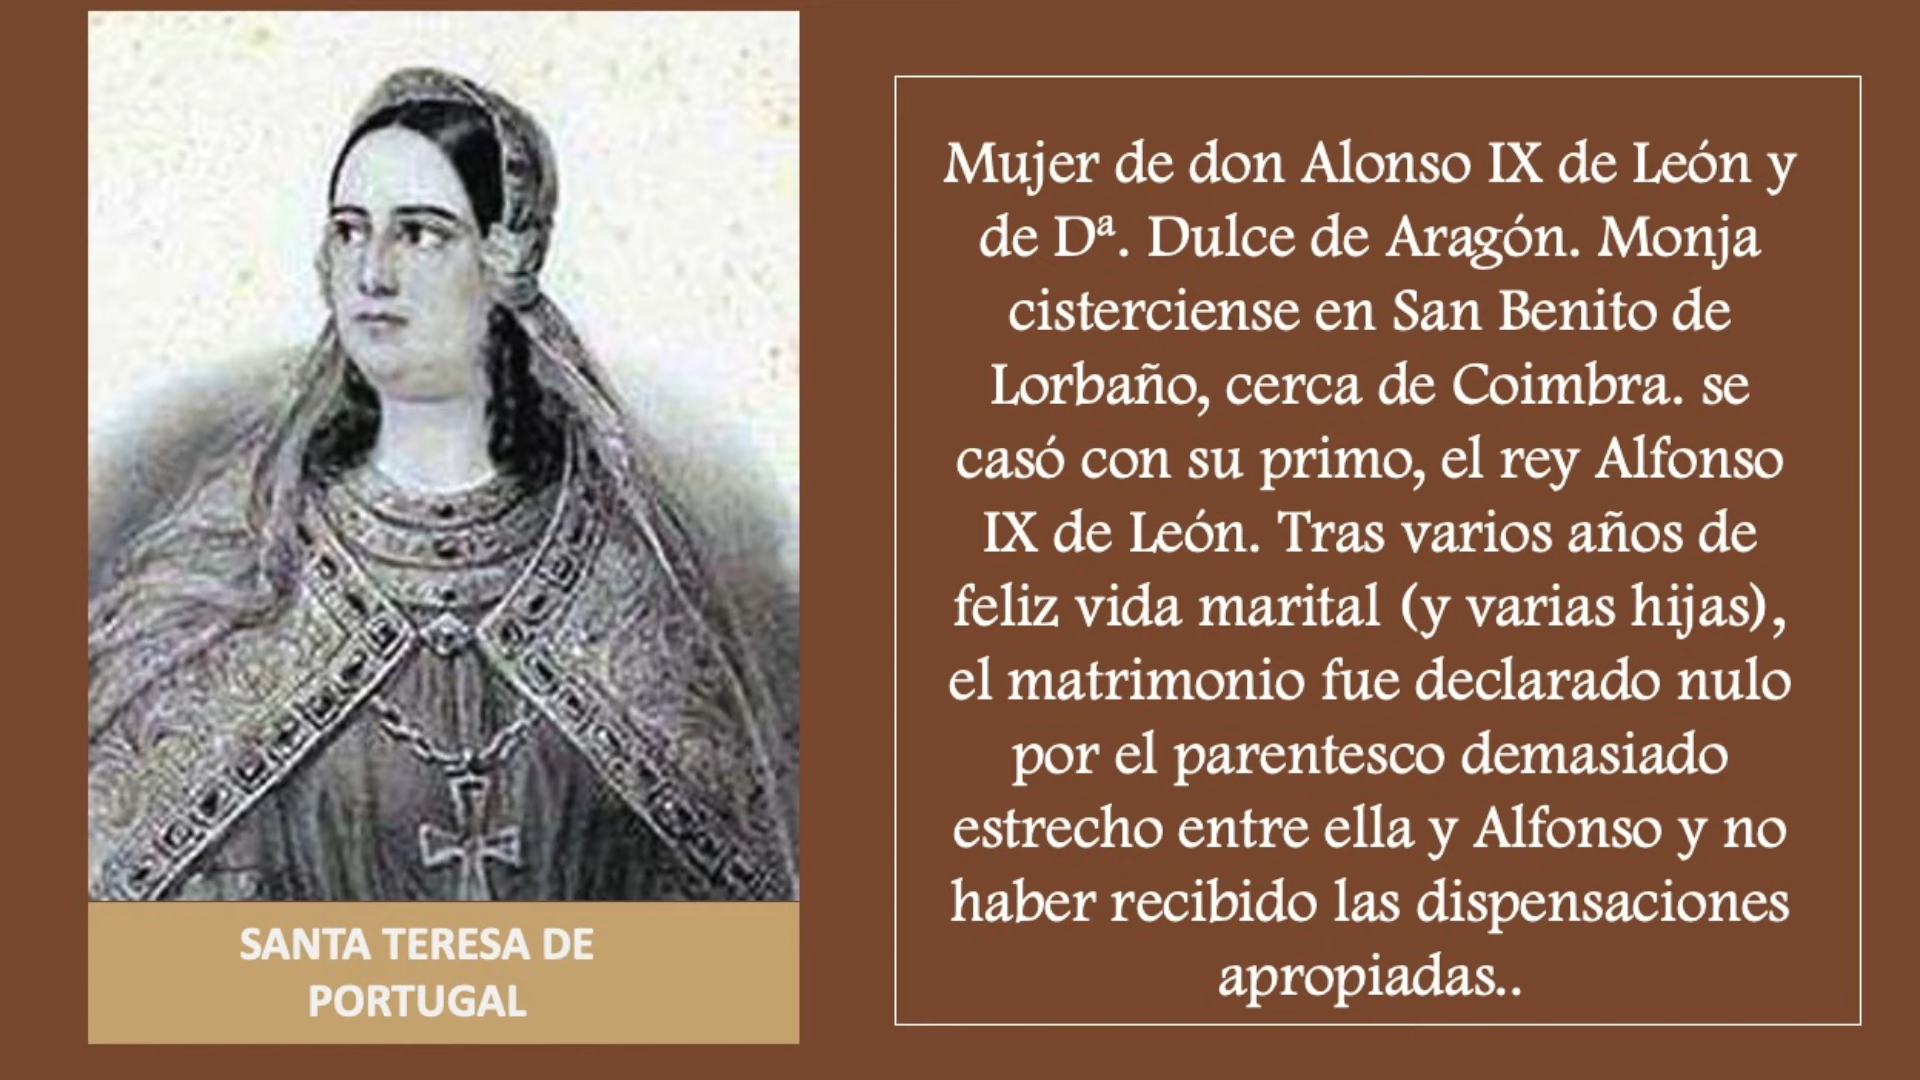 SANTA TERESA DE
PORTUGAL
Mujer de don Alonso IX de León y
de Dª. Dulce de Aragón. Monja
cisterciense en San Benito de
Lorbaño, cerca de Coimbra. se
casó con su primo, el rey Alfonso
IX de León. Tras varios años de
feliz vida marital (y varias hijas),
el matrimonio fue declarado nulo
por el parentesco demasiado
estrecho entre ella y Alfonso y no
haber recibido las dispensaciones
apropiadas..